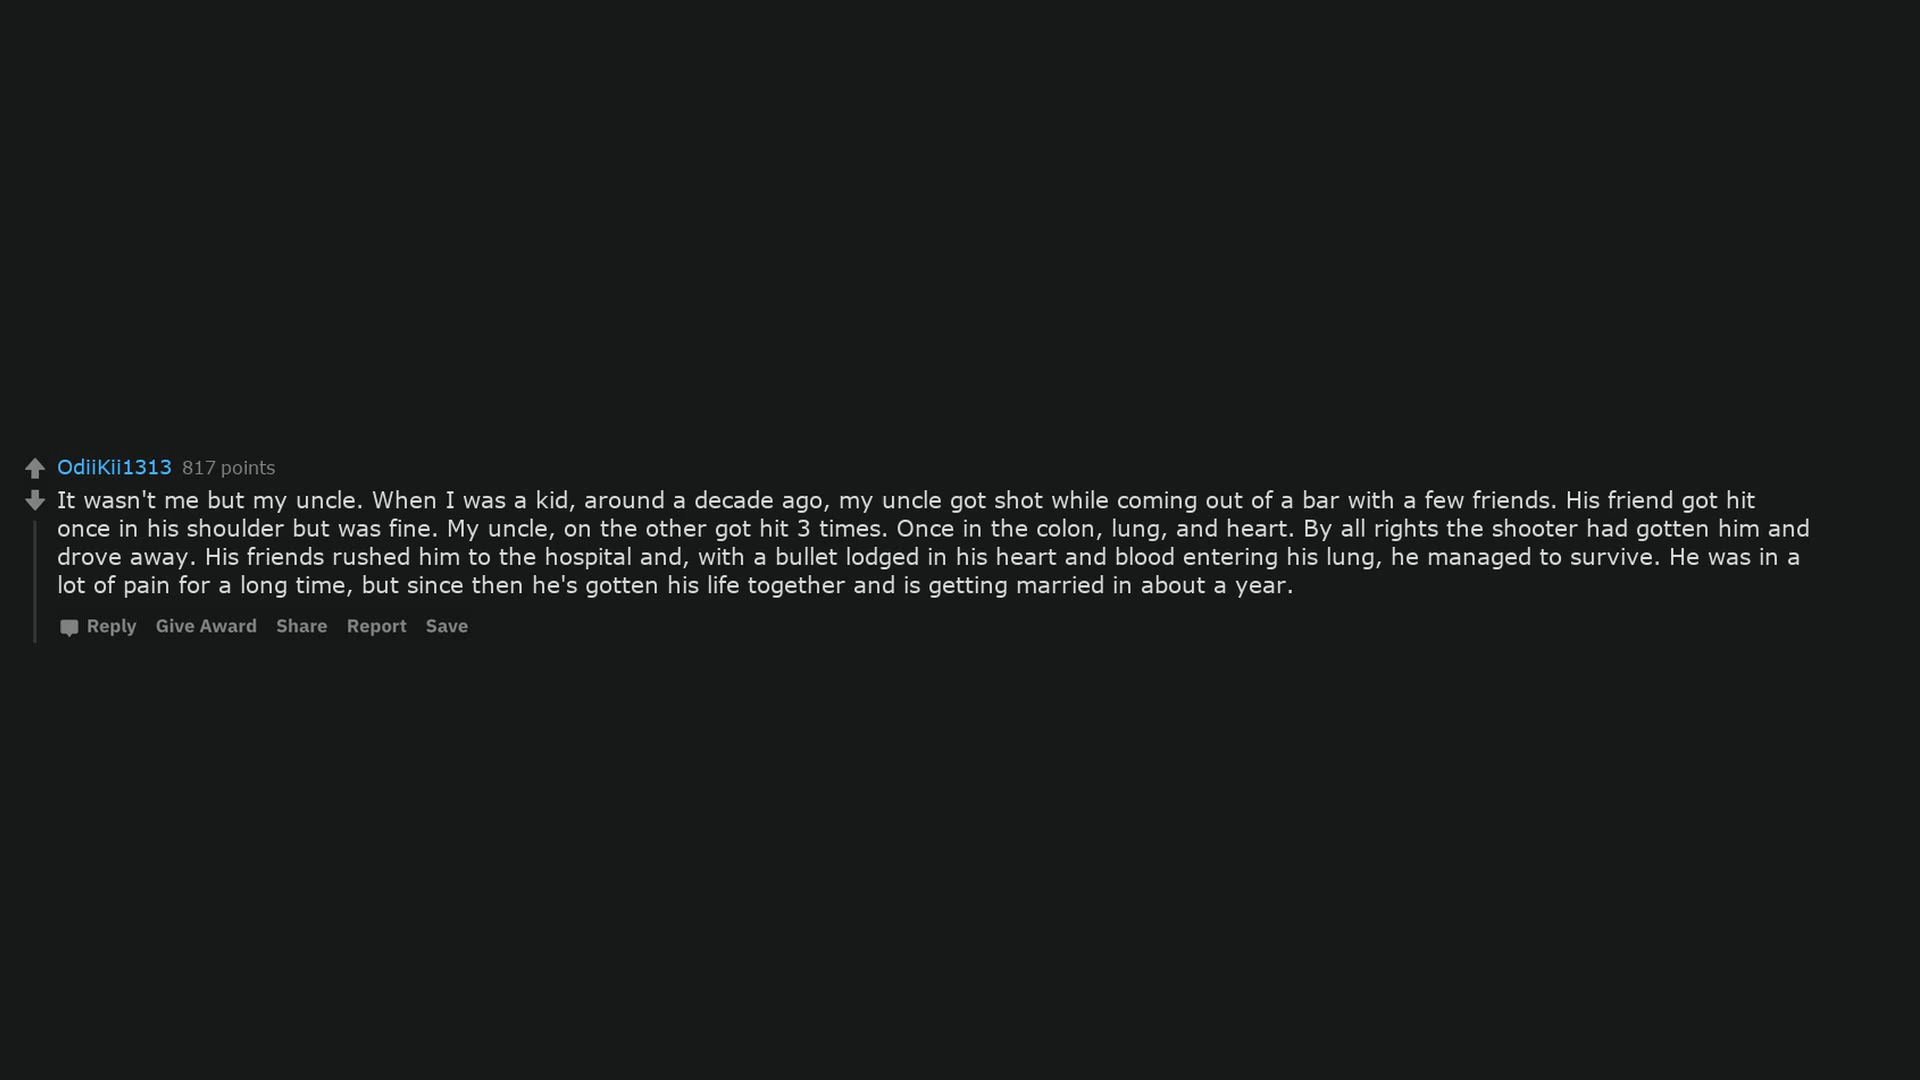 OdiiKii1313 817 points
It wasn't me but my uncle. When I was a kid, around a decade ago, my uncle got shot while coming out of a bar with a few friends. His friend got hit
once in his shoulder but was fine. My uncle, on the other got hit 3 times. Once in the colon, lung, and heart. By all rights the shooter had gotten him and
drove away. His friends rushed him to the hospital and, with a bullet lodged in his heart and blood entering his lung, he managed to survive. He was in a
lot of pain for a long time, but since then he's gotten his life together and is getting married in about a year.
Reply Give Award Share Report Save